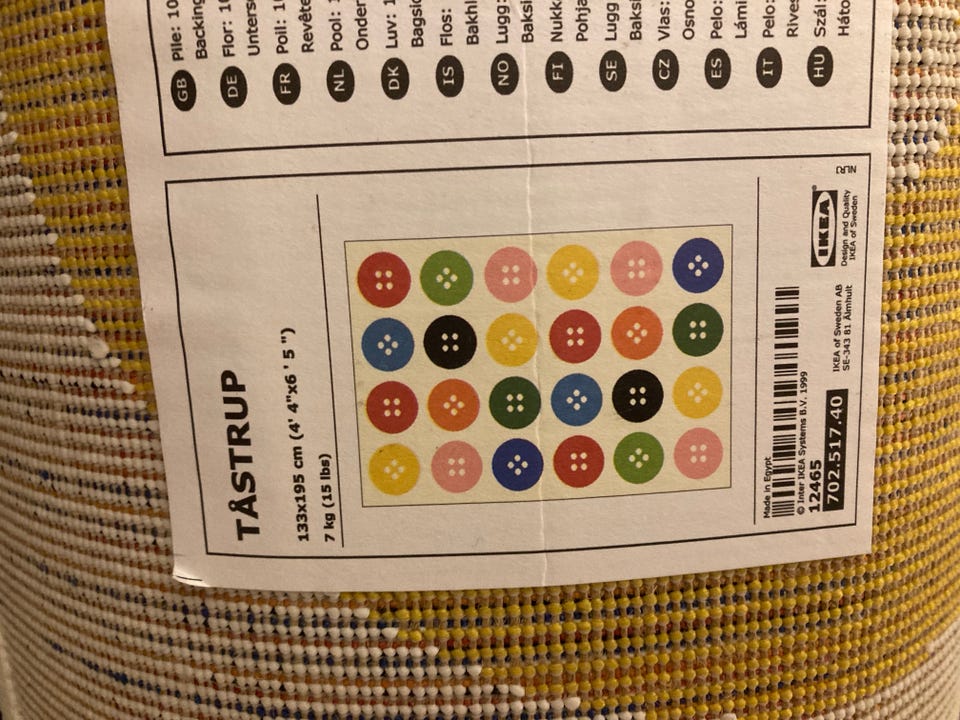 TÅSTRUP
133x195 cm (4' 4"x6 ' 5 ")
7 kg (15 lbs)
Made in Egypt
© Inter IKEA Systems B.V. 1999
12465
702.517.40
IKEA of Sweden AB
SE-343 81 Älmhult
IKEA®
Design and Quality
IKEA of Sweden
NLR2
GB Pile: 10
Backing
DE Flor: 10
Unters
FR Poil: 10
Revête
NL Pool: 1
Onder
DK Luv: 1
Bagsid
IS Flos:
Bakhl
NO Lugg:
Baksi
FI Nukk
Pohja
SE Lugg
Baksi
CZ Vlas:
Osno
ES Pelo:
Lámi
IT Pelo:
Rives
HU Szál:
Háto